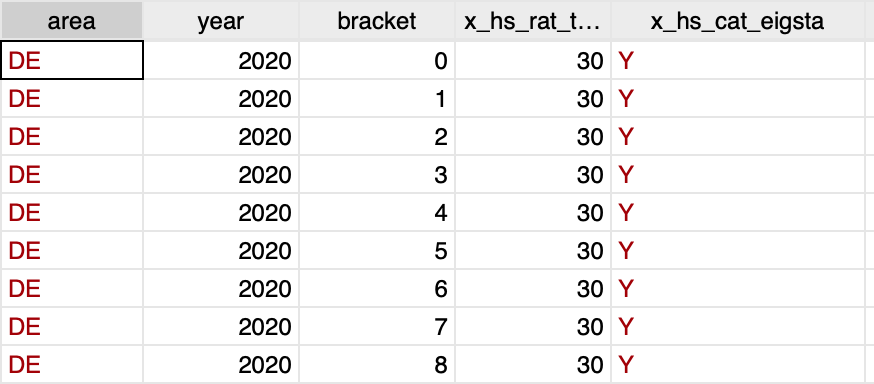 area year bracket x_hs_rat_t... x_hs_cat_eigsta
DE 2020 0 30 Y
DE 2020 1 30 Y
DE 2020 2 30 Y
DE 2020 3 30 Y
DE 2020 4 30 Y
DE 2020 5 30 Y
DE 2020 6 30 Y
DE 2020 7 30 Y
DE 2020 8 30 Y